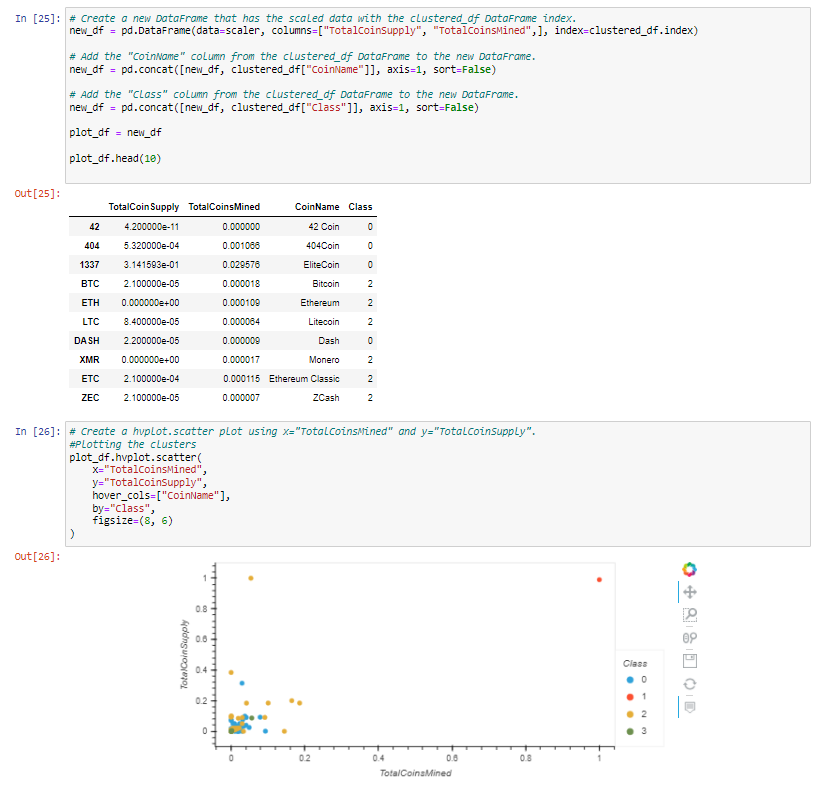 In [25]: # Create a new DataFrame that has the scaled data with the clustered_df DataFrame index.
new_df = pd.DataFrame(data=scaler, columns=["TotalCoinSupply", "TotalCoinsMined",], index=clustered_df.index)
# Add the "CoinName" column from the clustered_df DataFrame to the new DataFrame.
new_df = pd.concat([new_df, clustered_df["CoinName"]], axis=1, sort=False)
# Add the "Class" column from the clustered_df DataFrame to the new DataFrame.
new_df = pd.concat([new_df, clustered_df["Class"]], axis=1, sort=False)
plot_df = new_df
plot_df.head(10)
Out[25]:
TotalCoinSupply TotalCoinsMined CoinName Class
42 4.200000e-11 0.000000 42 Coin 0
404 5.320000e-04 0.001066 404Coin 0
1337 3.141593e-01 0.029576 EliteCoin 0
BTC 2.100000e-05 0.000018 Bitcoin 2
ETH 0.000000e+00 0.000109 Ethereum 2
LTC 8.400000e-05 0.000064 Litecoin 2
DASH 2.200000e-05 0.000009 Dash 0
XMR 0.000000e+00 0.000017 Monero 2
ETC 2.100000e-04 0.000115 Ethereum Classic 2
ZEC 2.100000e-05 0.000007 ZCash 2
In [26]: # Create a hvplot.scatter plot using x="TotalCoinsMined" and y="TotalCoinSupply".
#Plotting the clusters
plot_df.hvplot.scatter(
x="TotalCoinsMined",
y="TotalCoinSupply",
hover_cols=["CoinName"],
by="Class",
figsize=(8, 6)
)
Out[26]:
TotalCoinSupply
1
0.8
0.6
0.4
0.2
0
0 0.2 0.4 0.6 0.8 1
TotalCoinsMined
Class
0
1
2
3